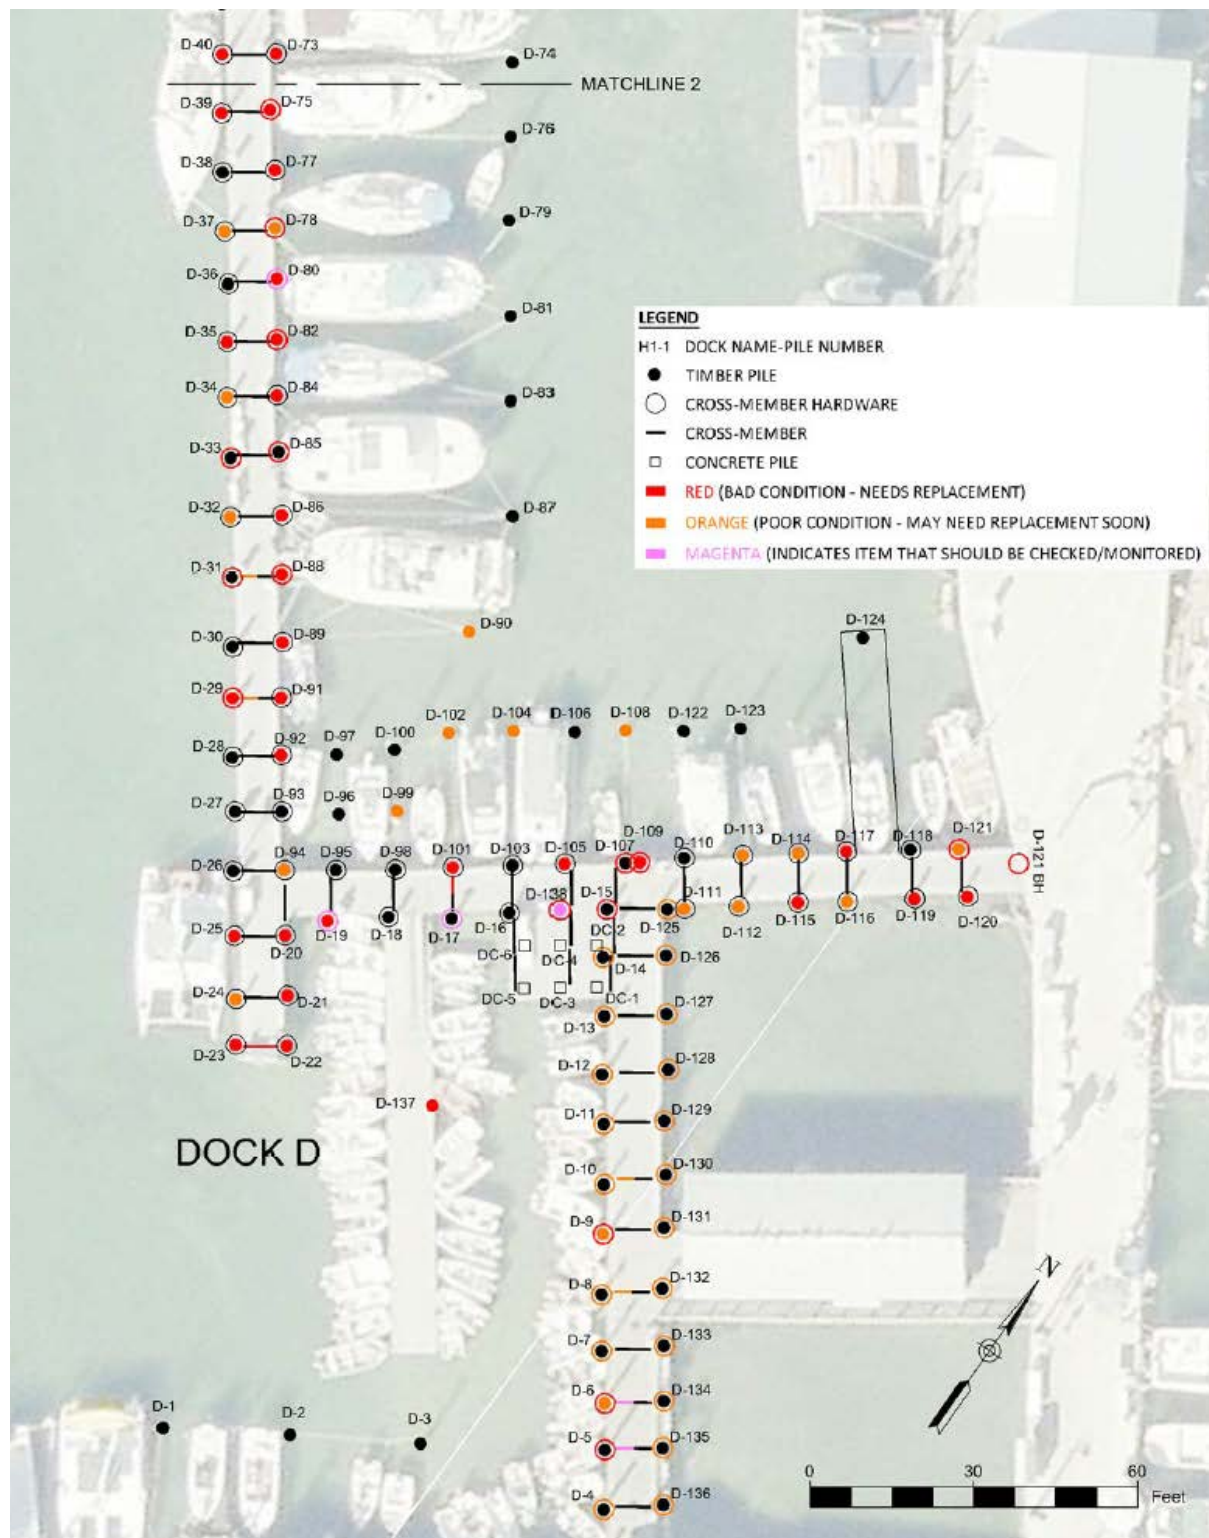 D-40
D-73
D-74
MATCHLINE 2
D-39
D-75
D-76
D-38
D-77
D-37
D-78
D-79
D-36
D-80
D-81
D-35
D-82
D-34
D-84
D-83
D-33
D-85
D-32
D-86
D-87
D-31
D-88
D-30
D-89
D-90
D-29
D-91
LEGEND
H1-1 DOCK NAME-PILE NUMBER
TIMBER PILE
CROSS-MEMBER HARDWARE
CROSS-MEMBER
CONCRETE PILE
RED (BAD CONDITION - NEEDS REPLACEMENT)
ORANGE (POOR CONDITION - MAY NEED REPLACEMENT SOON)
MAGENTA (INDICATES ITEM THAT SHOULD BE CHECKED/MONITORED)
D-124
D-28
D-92
D-97
D-100
D-102
D-104
D-106
D-108
D-122
D-123
D-27
D-93
D-96
D-99
D-26
D-94
D-95
D-98
D-101
D-103
D-105
D-107
D-109
D-110
D-113
D-114
D-117
D-118
D-121
D-121 BH
D-25
D-20
D-19
D-18
D-17
D-16
D-138
D-15
D-125
D-111
D-112
D-115
D-116
D-119
D-120
DC-2
DC-6
DC-4
D-14
D-126
D-24
D-21
DC-5
DC-3
DC-1
D-13
D-127
D-23
D-22
D-12
D-128
D-137
D-11
D-129
DOCK D
D-10
D-130
D-9
D-131
D-8
D-132
N
D-7
D-133
D-6
D-134
D-1
D-2
D-3
D-5
D-135
D-4
D-136
0 30 60
Feet